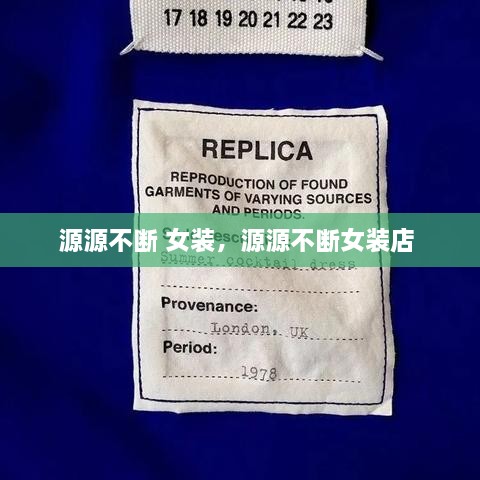 17 18 19 20 21 22 23
REPLICA
REPRODUCTION OF FOUND
GARMENTS OF VARYING SOURCES
AND PERIODS.
源源不断 女装，源源不断女装店
Summer cocktail dress
Provenance:
London, UK
Period:
1978